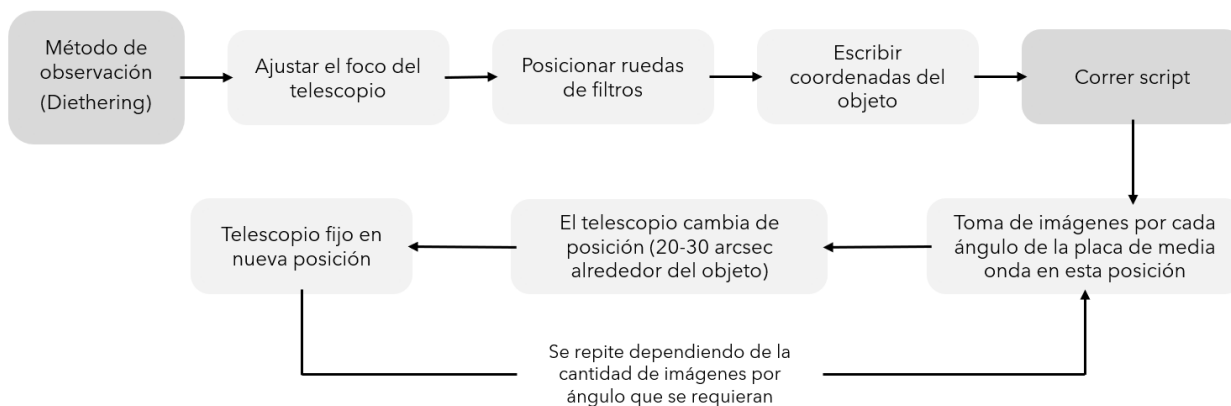 Método de
observación
(Diethering)
Ajustar el foco del
telescopio
Posicionar ruedas
de filtros
Escribir
coordenadas del
objeto
Correr script
Toma de imágenes por cada
ángulo de la placa de media
onda en esta posición
El telescopio cambia de
posición (20-30 arcsec
alrededor del objeto)
Telescopio fijo en
nueva posición
Se repite dependiendo de la
cantidad de imágenes por
ángulo que se requieran